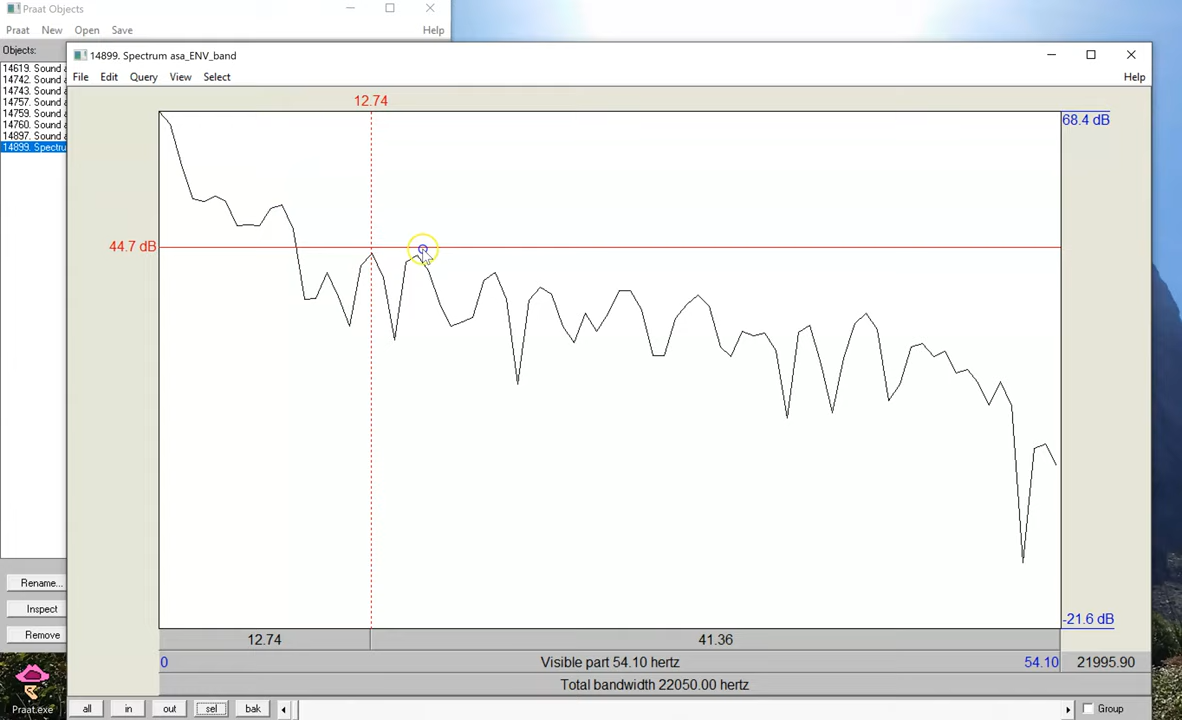 Praat Objects
Praat New Open Save Help
Objects:
14619. Sound a
14742. Sound a
14743. Sound a
14757. Sound a
14759. Sound a
14760. Sound a
14897. Sound a
14899. Spectru
Rename...
Inspect
Remove
Praat.exe
14899. Spectrum asa_ENV_band
File Edit Query View Select Help
12.74
68.4 dB
44.7 dB
-21.6 dB
12.74 41.36
0 Visible part 54.10 hertz 54.10 21995.90
Total bandwidth 22050.00 hertz
all in out sel bak Group